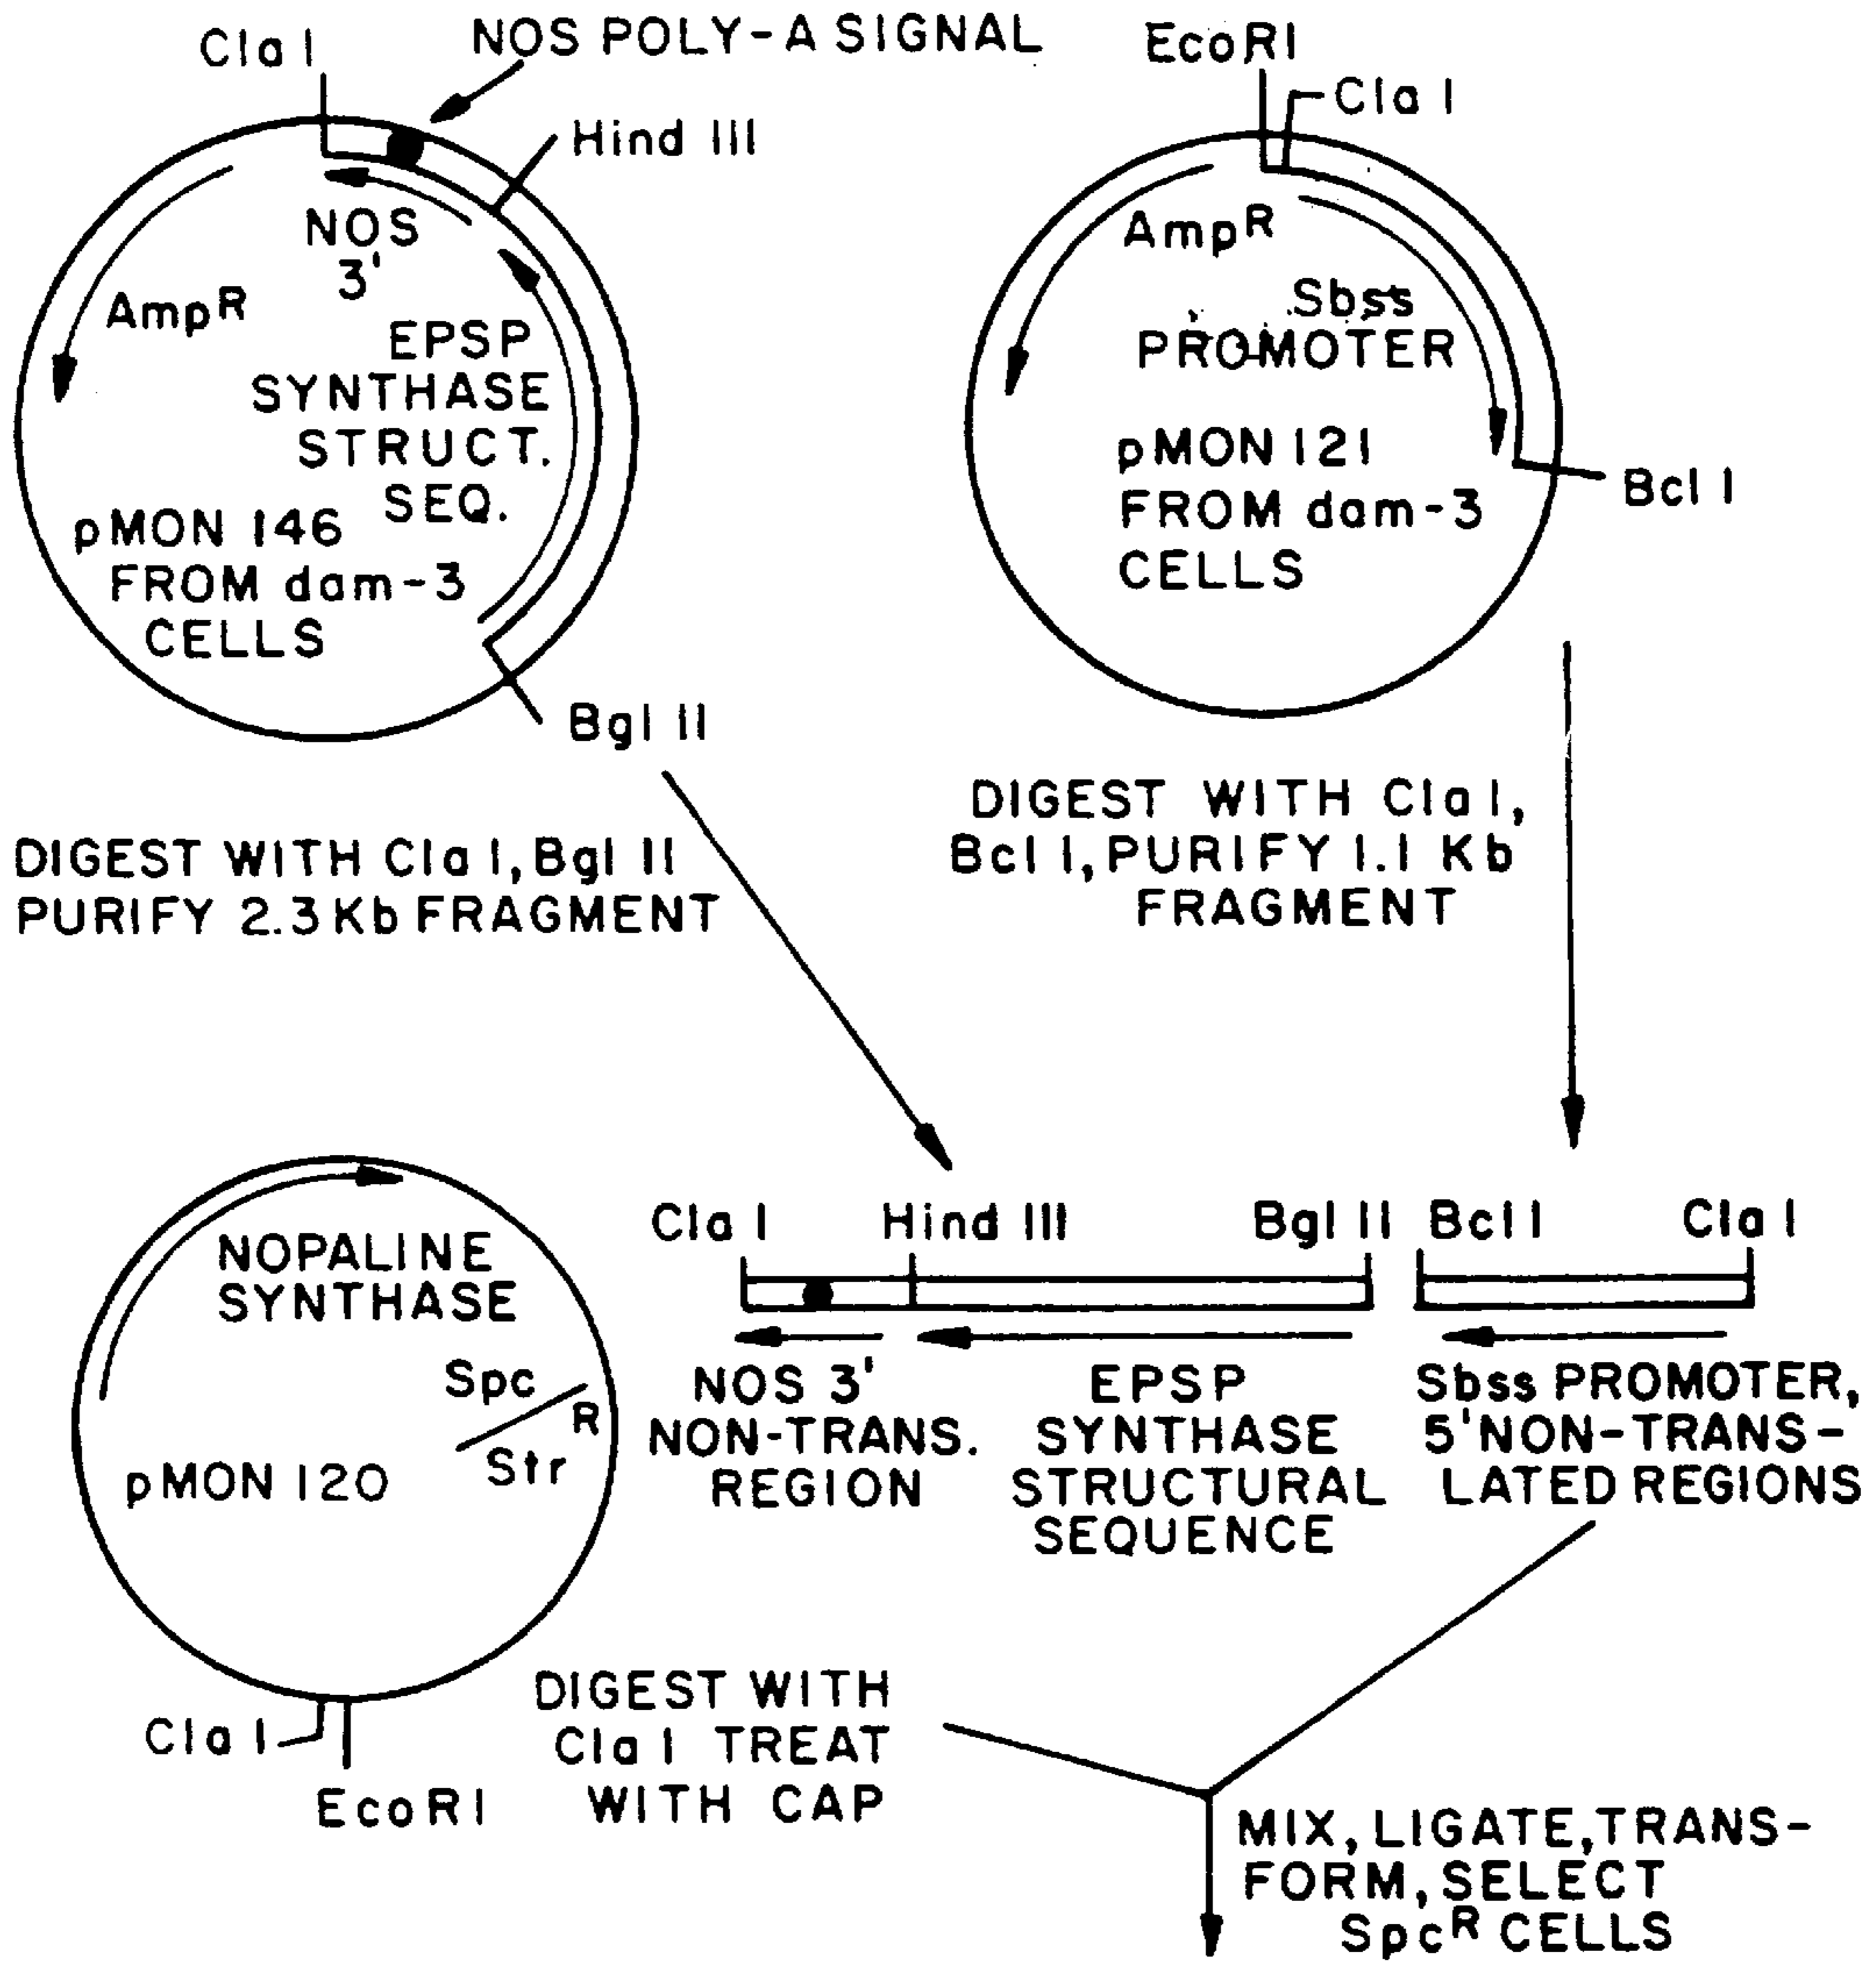 Cla I
NOS POLY-A SIGNAL
Hind III
NOS
3'
AmpR
EPSP
SYNTHASE
STRUCT.
SEQ.
pMON 146
FROM dam-3
CELLS
Bgl II
EcoRI
Cla I
AmpR
Sbss
PROMOTER
pMON 121
FROM dam-3
CELLS
Bcl I
DIGEST WITH Cla I, Bgl II
PURIFY 2.3 Kb FRAGMENT
DIGEST WITH Cla I,
Bcl I, PURIFY 1.1 Kb
FRAGMENT
NOPALINE
SYNTHASE
Spc
R
Str
pMON 120
Cla I
EcoRI
Cla I Hind III Bgl II Bcl I Cla I
NOS 3'
NON-TRANS.
REGION
EPSP
SYNTHASE
STRUCTURAL
SEQUENCE
Sbss PROMOTER,
5' NON-TRANS-
LATED REGIONS
DIGEST WITH
Cla I TREAT
WITH CAP
MIX, LIGATE, TRANS-
FORM, SELECT
SpcR CELLS